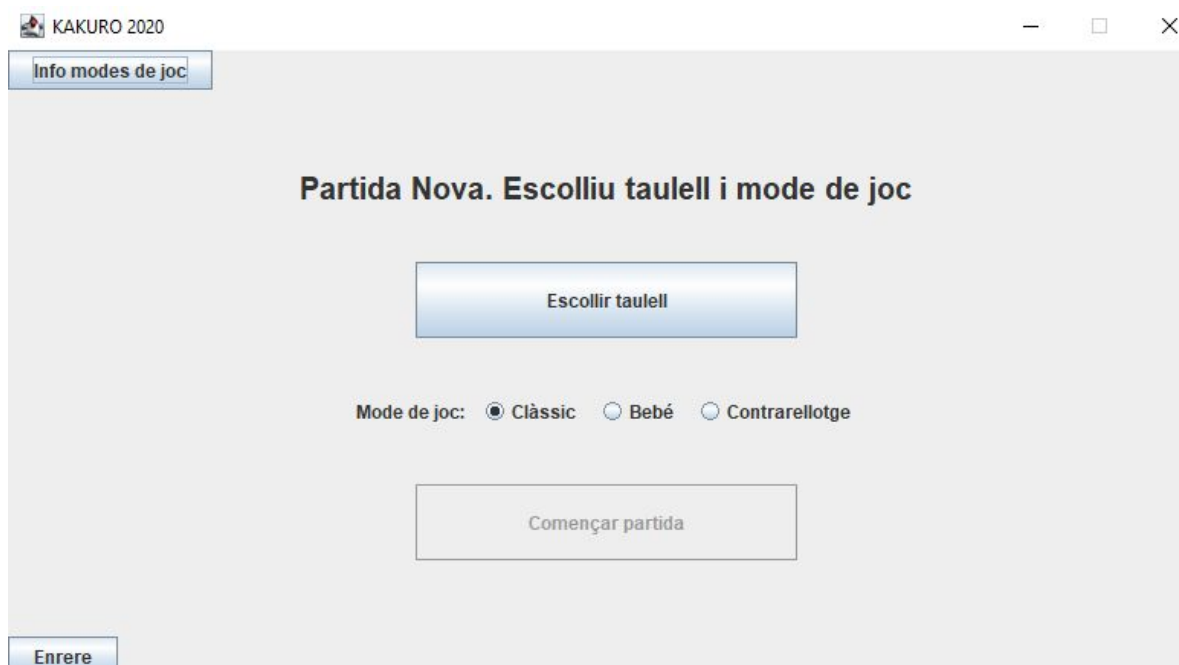 KAKURO 2020
Info modes de joc
Partida Nova. Escolliu taulell i mode de joc
Escollir taulell
Mode de joc: Clàssic Bebé Contrarellotge
Començar partida
Enrere